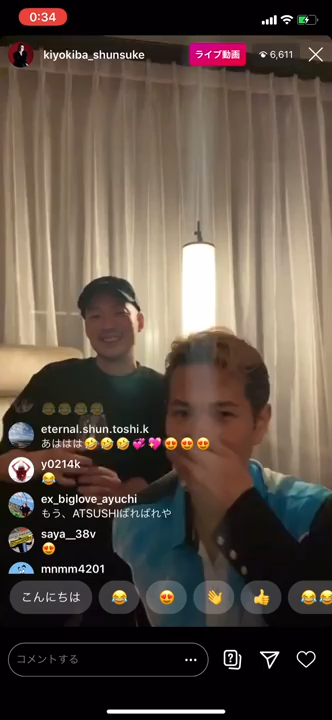 0:34
kiyokiba_shunsuke
ライブ動画
6,611
eternal.shun.toshi.k
あははは🤣🤣🤣💞💖😍😍😍
y0214k
😂
ex_biglove_ayuchi
もう、ATSUSHIばればれや
saya__38v
😍
mnmm4201
こんにちは
コメントする